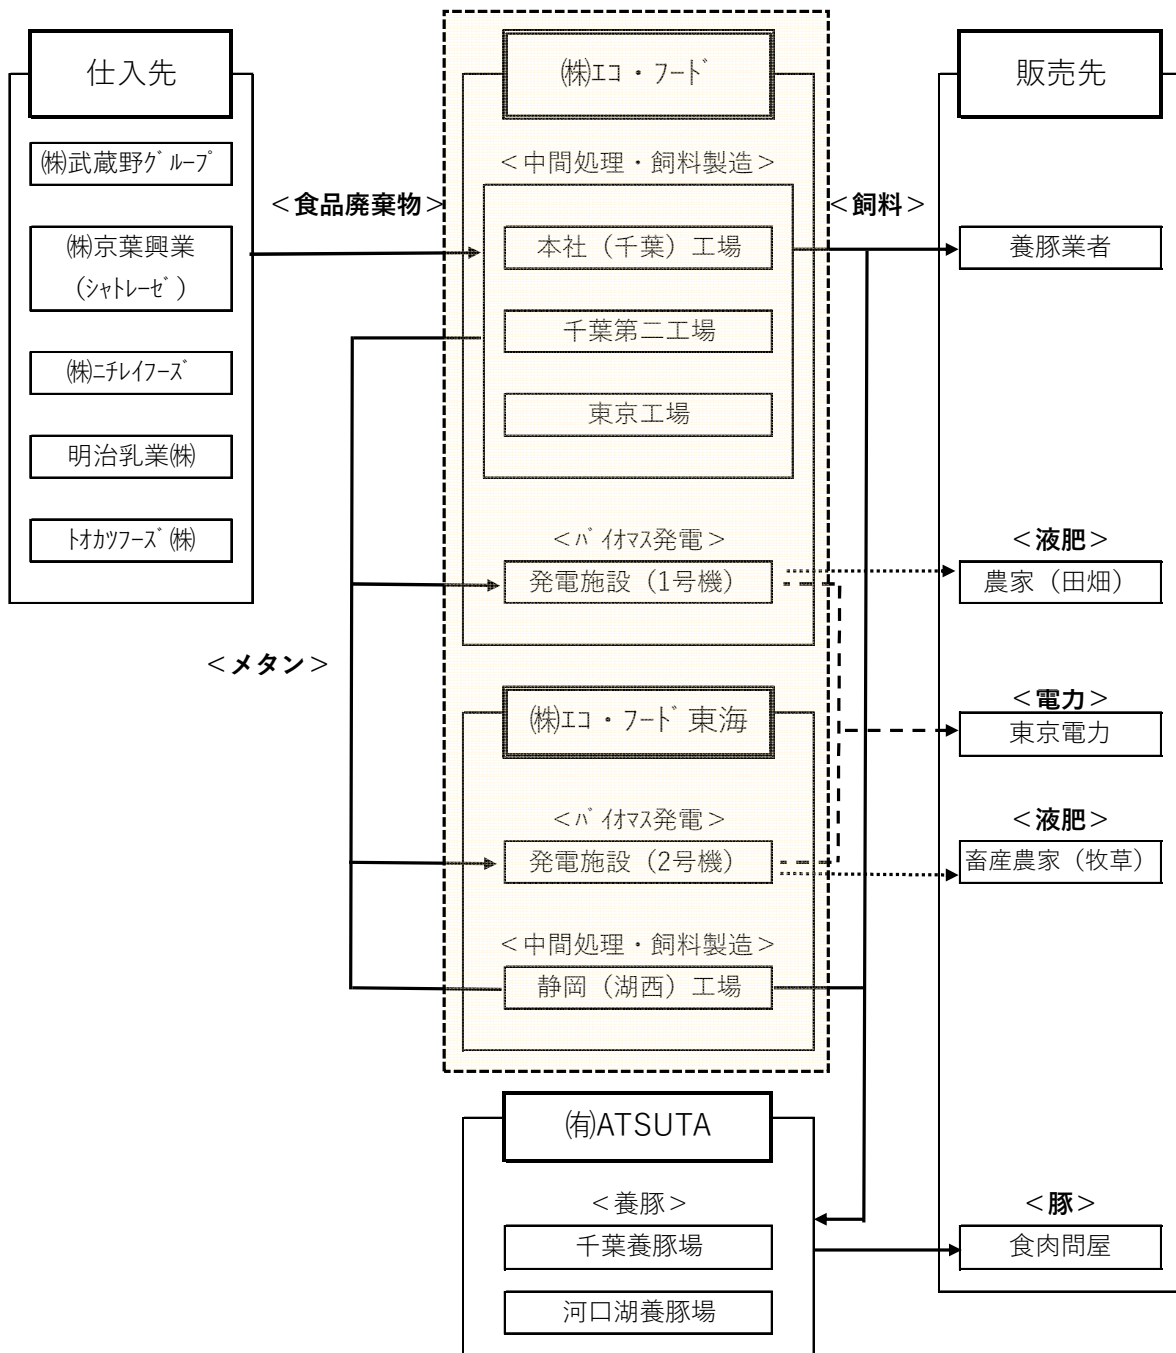 仕入先
㈱武蔵野ｸﾞﾙｰﾌﾟ
㈱京葉興業
（ｼｬﾄﾚｰｾﾞ）
㈱ﾆﾁﾚｲﾌｰｽﾞ
明治乳業㈱
ﾄｵｶﾂﾌｰｽﾞ㈱
＜食品廃棄物＞
＜メタン＞
㈱ｴｺ・ﾌｰﾄﾞ
＜中間処理・飼料製造＞
本社（千葉）工場
千葉第二工場
東京工場
＜ﾊﾞｲｵﾏｽ発電＞
発電施設（1号機）
㈱ｴｺ・ﾌｰﾄﾞ東海
＜ﾊﾞｲｵﾏｽ発電＞
発電施設（2号機）
＜中間処理・飼料製造＞
静岡（湖西）工場
㈲ATSUTA
＜養豚＞
千葉養豚場
河口湖養豚場
＜飼料＞
販売先
養豚業者
＜液肥＞
農家（田畑）
＜電力＞
東京電力
＜液肥＞
畜産農家（牧草）
＜豚＞
食肉問屋